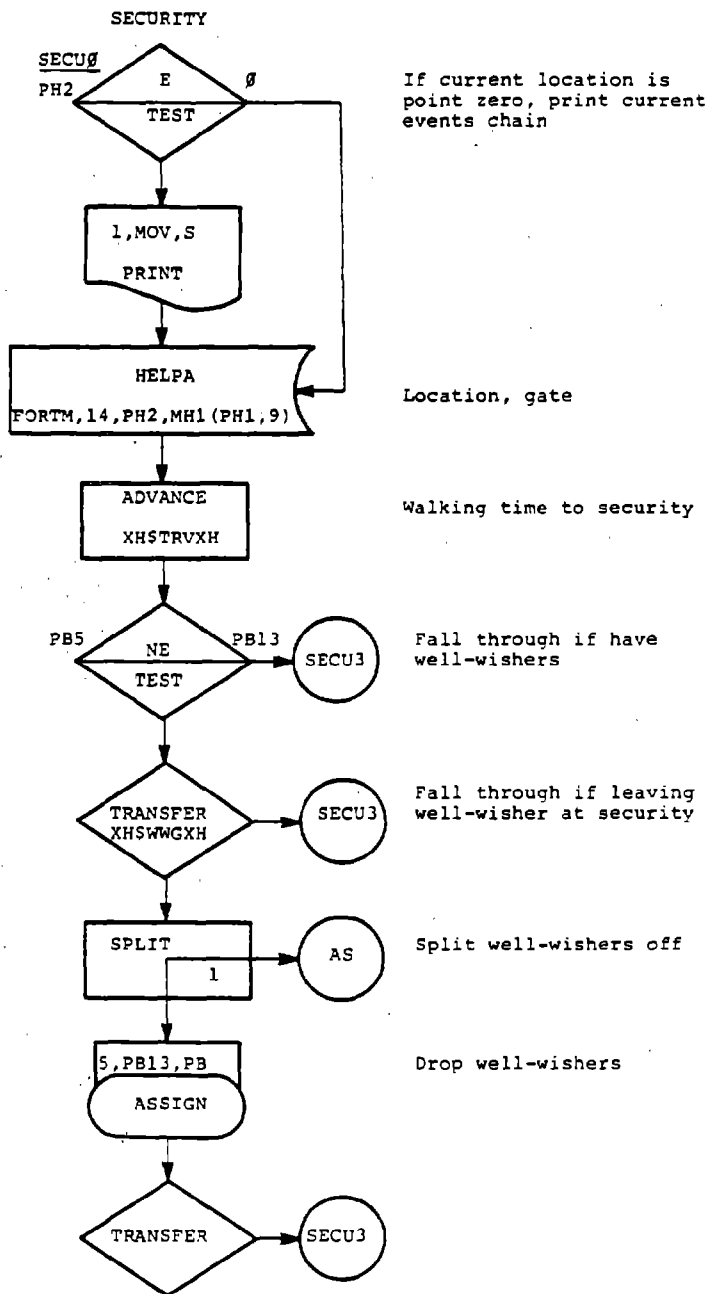 SECURITY
SECUØ
PH2
E
Ø
TEST
If current location is
point zero, print current
events chain
1,MOV,S
PRINT
HELPA
FORTM,14,PH2,MH1(PH1,9)
Location, gate
ADVANCE
XH$TRVXH
Walking time to security
PB5
NE
PB13
TEST
SECU3
Fall through if have
well-wishers
TRANSFER
XH$WWGXH
SECU3
Fall through if leaving
well-wisher at security
SPLIT
1
AS
Split well-wishers off
5,PB13,PB
ASSIGN
Drop well-wishers
TRANSFER
SECU3